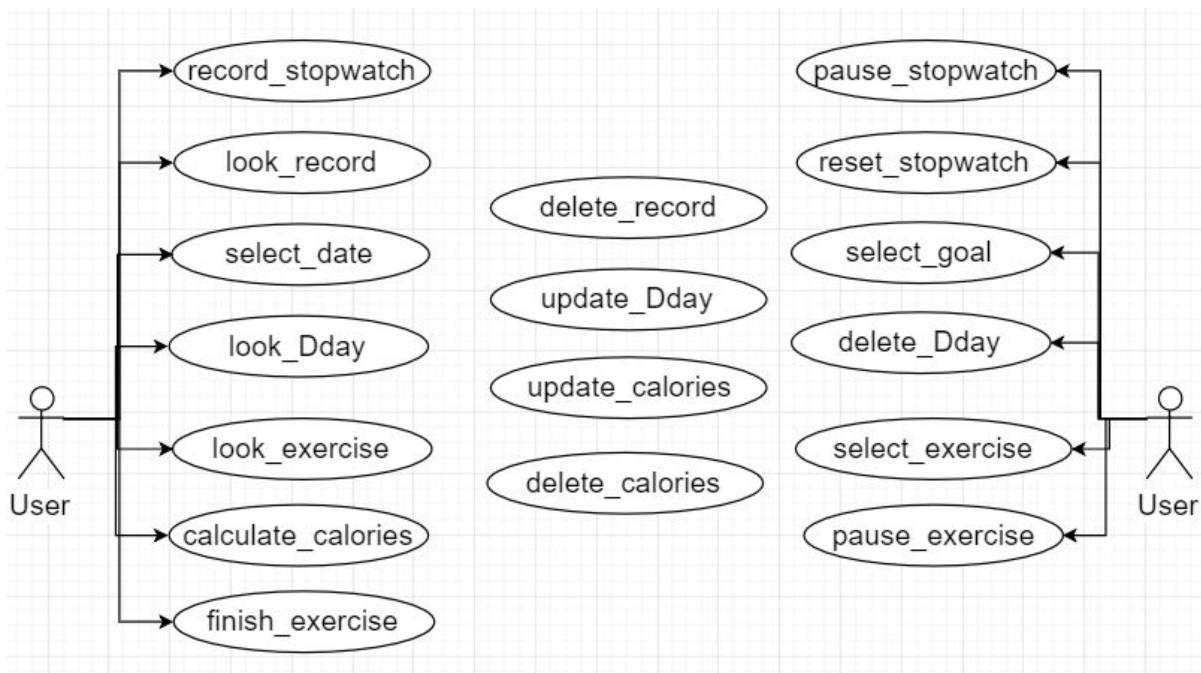 record_stopwatch
look_record
select_date
look_Dday
look_exercise
calculate_calories
finish_exercise
User
delete_record
update_Dday
update_calories
delete_calories
pause_stopwatch
reset_stopwatch
select_goal
delete_Dday
select_exercise
pause_exercise
User